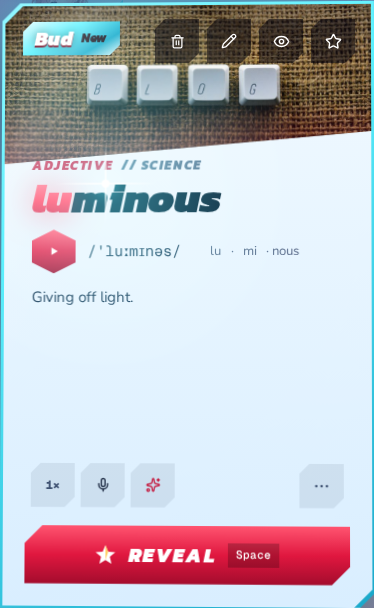 Bud New
B L O G
ADJECTIVE // SCIENCE
luminous
/ˈluːmɪnəs/ lu · mi · nous
Giving off light.
1×
REVEAL Space